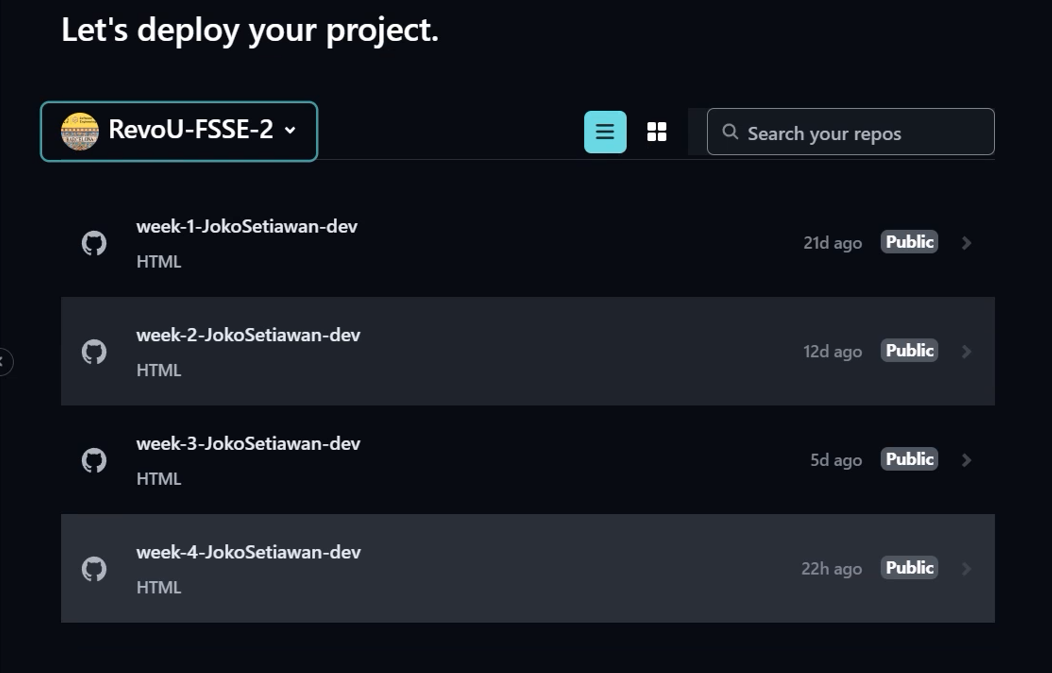 Let's deploy your project.
RevoU-FSSE-2
Search your repos
week-1-JokoSetiawan-dev
HTML
21d ago
Public
week-2-JokoSetiawan-dev
HTML
12d ago
Public
week-3-JokoSetiawan-dev
HTML
5d ago
Public
week-4-JokoSetiawan-dev
HTML
22h ago
Public